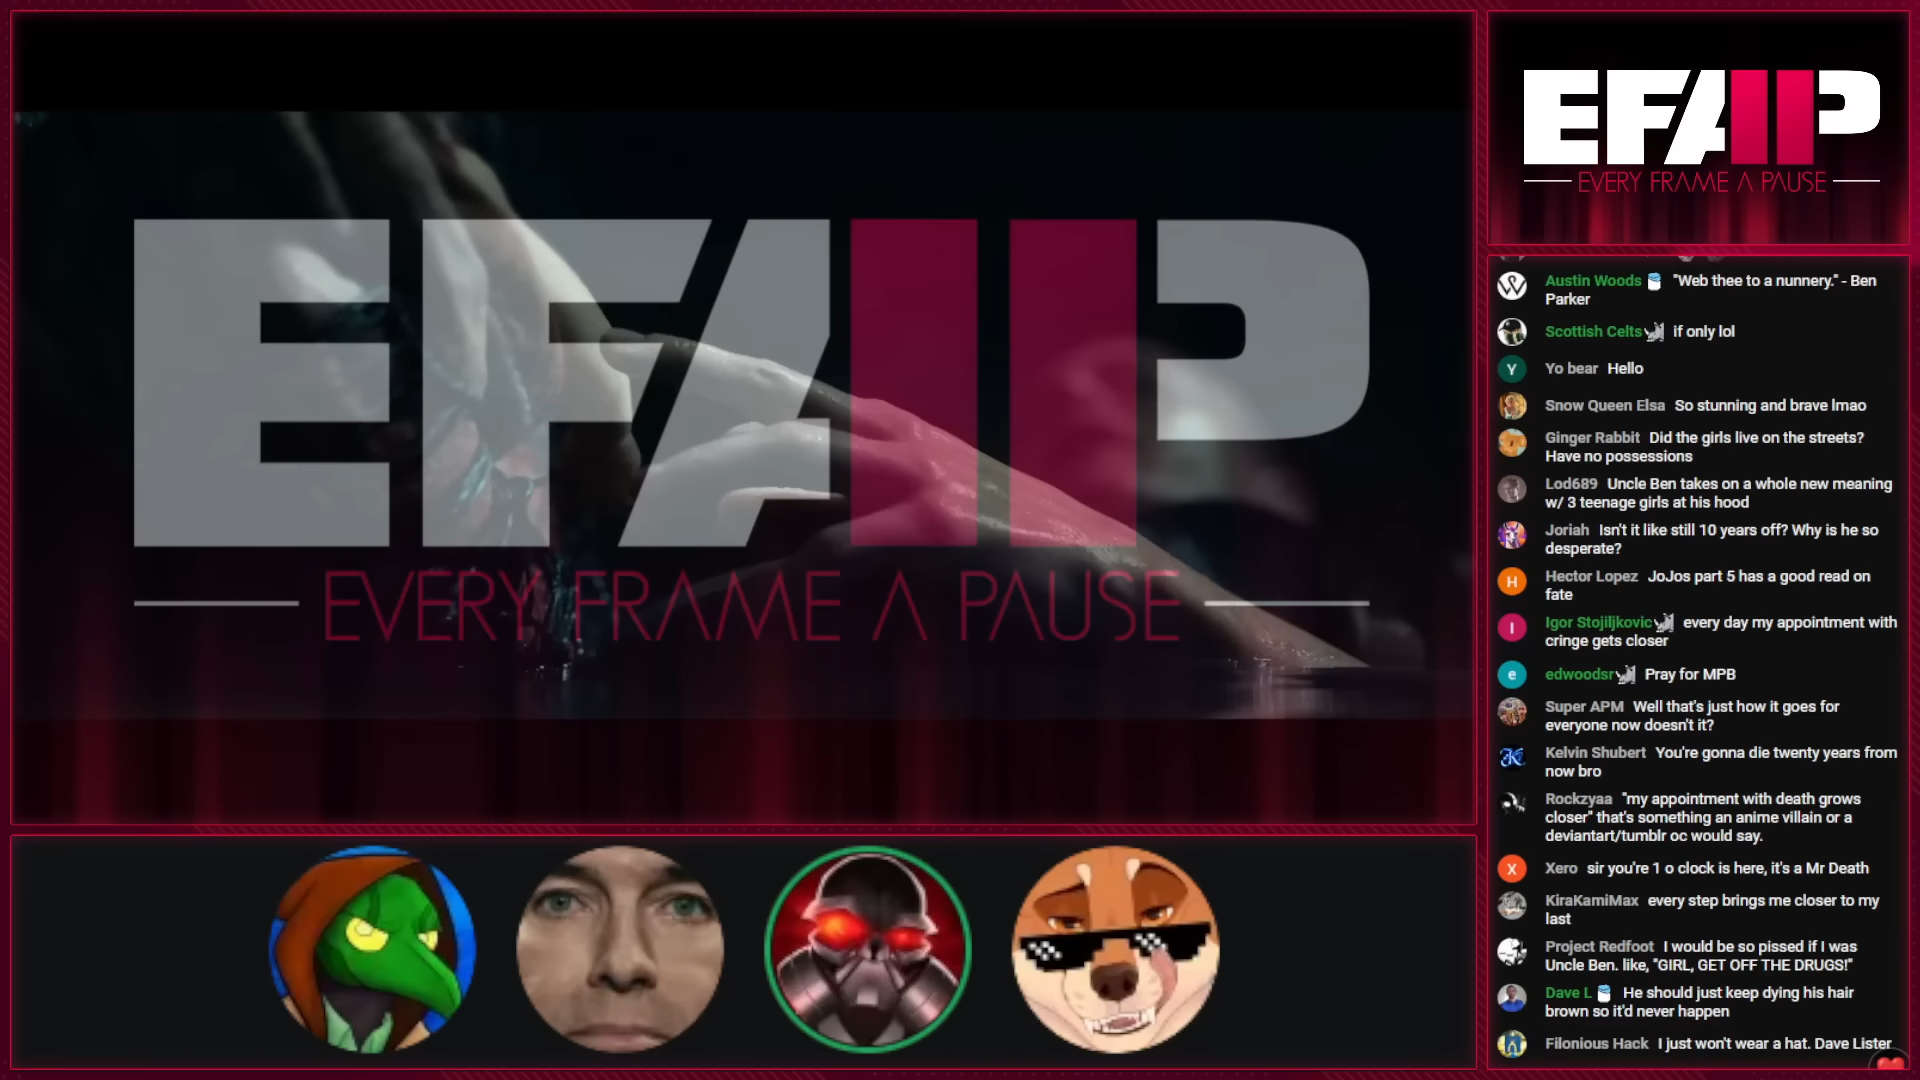 EFAP
EVERY FRAME A PAUSE
EFAP
EVERY FRAME A PAUSE
Austin Woods "Web thee to a nunnery." - Ben
Parker
Scottish Celts if only lol
Y
Yo bear Hello
Snow Queen Elsa So stunning and brave lmao
Ginger Rabbit Did the girls live on the streets?
Have no possessions
Lod689 Uncle Ben takes on a whole new meaning
w/ 3 teenage girls at his hood
Joriah Isn't it like still 10 years off? Why is he so
desperate?
H
Hector Lopez JoJos part 5 has a good read on
fate
I
Igor Stojiljkovic every day my appointment with
cringe gets closer
e
edwoodsr Pray for MPB
Super APM Well that's just how it goes for
everyone now doesn't it?
Kelvin Shubert You're gonna die twenty years from
now bro
Rockzyaa "my appointment with death grows
closer" that's something an anime villain or a
deviantart/tumblr oc would say.
X
Xero sir you're 1 o clock is here, it's a Mr Death
KiraKamiMax every step brings me closer to my
last
Project Redfoot I would be so pissed if I was
Uncle Ben. like, "GIRL, GET OFF THE DRUGS!"
Dave L He should just keep dying his hair
brown so it'd never happen
Filonious Hack I just won't wear a hat. Dave Lister